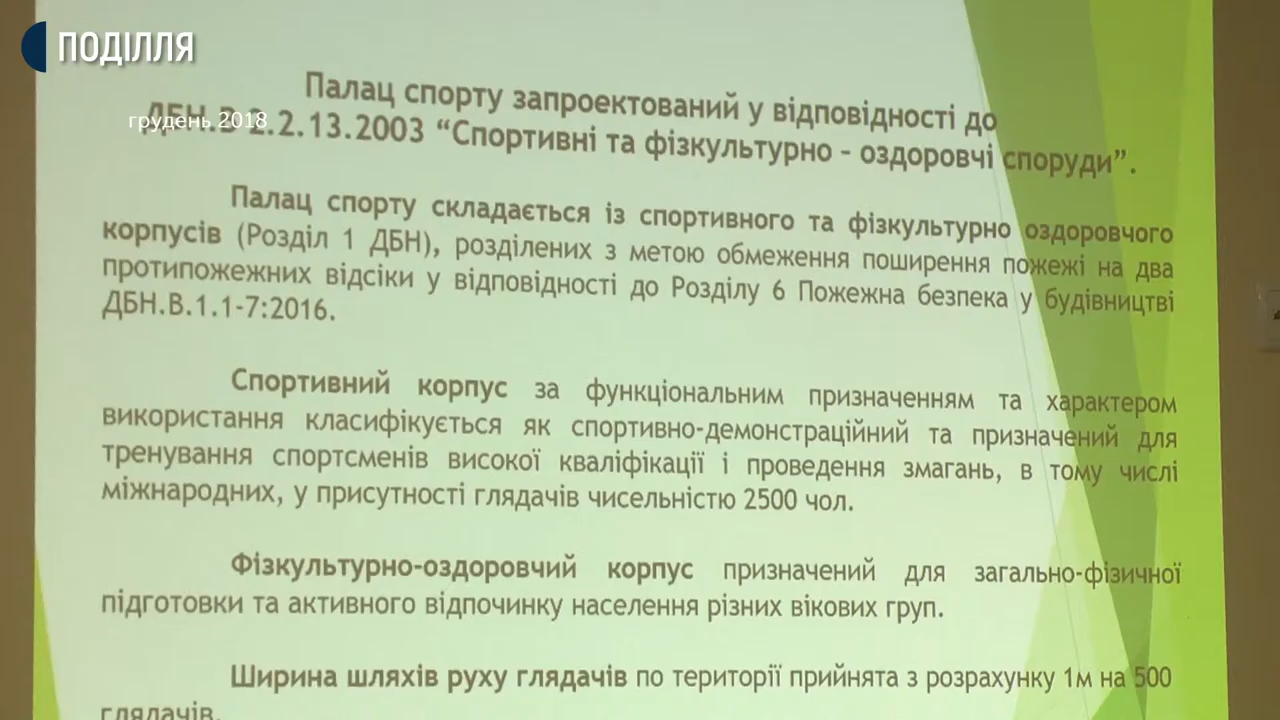 ПОДІЛЛЯ
Палац спорту запроектований у відповідності до
грудень 2018
ДБН.В-2.2.13.2003 “Спортивні та фізкультурно – оздоровчі споруди”.
Палац спорту складається із спортивного та фізкультурно оздоровчого
корпусів (Розділ 1 ДБН), розділених з метою обмеження поширення пожежі на два
протипожежних відсіки у відповідності до Розділу 6 Пожежна безпека у будівництві
ДБН.В.1.1-7:2016.
Спортивний корпус за функціональним призначенням та характером
використання класифікується як спортивно-демонстраційний та призначений для
тренування спортсменів високої кваліфікації і проведення змагань, в тому числі
міжнародних, у присутності глядачів чисельністю 2500 чол.
Фізкультурно-оздоровчий корпус призначений для загально-фізичної
підготовки та активного відпочинку населення різних вікових груп.
Ширина шляхів руху глядачів по території прийнята з розрахунку 1м на 500
глядачів.